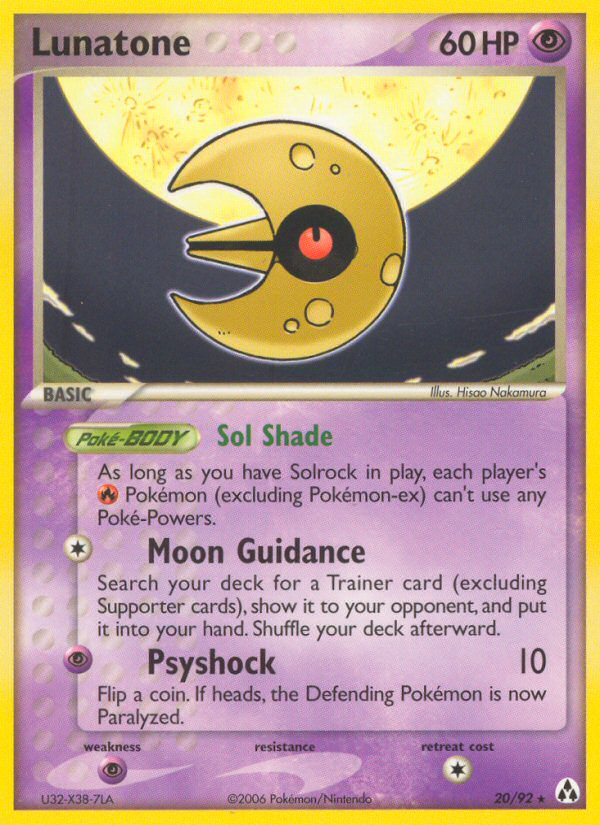 Lunatone 60 HP
BASIC
Illus. Hisao Nakamura
Poké-BODY Sol Shade
As long as you have Solrock in play, each player's
Pokémon (excluding Pokémon-ex) can't use any
Poké-Powers.
Moon Guidance
Search your deck for a Trainer card (excluding
Supporter cards), show it to your opponent, and put
it into your hand. Shuffle your deck afterward.
Psyshock 10
Flip a coin. If heads, the Defending Pokémon is now
Paralyzed.
weakness resistance retreat cost
U32-X38-7LA ©2006 Pokémon/Nintendo 20/92 ★